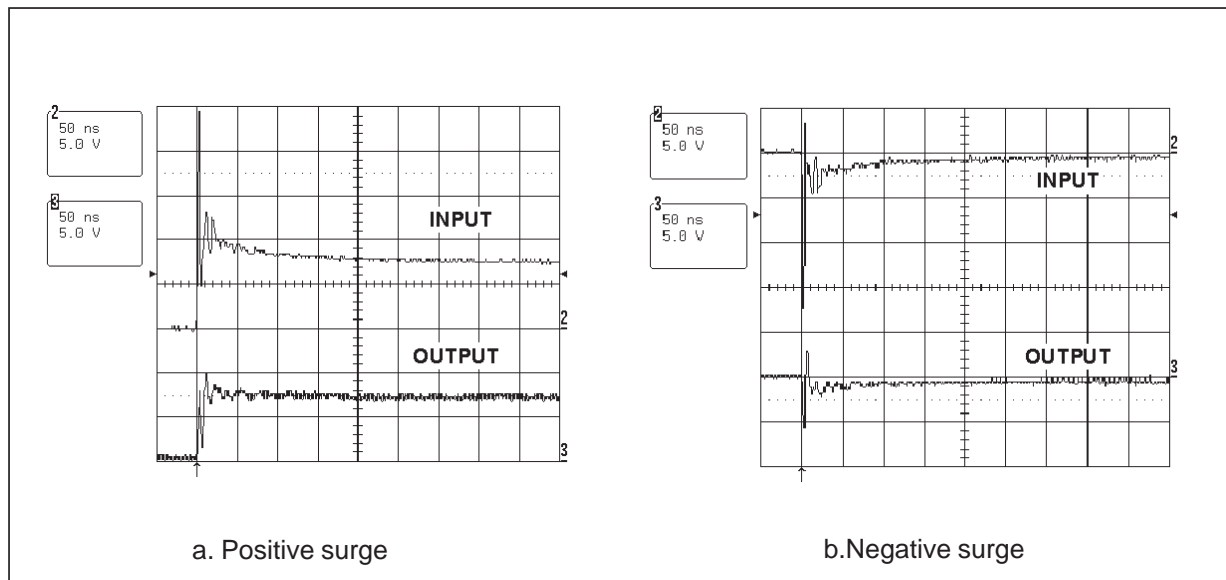 2
50 ns
5.0 V
3
50 ns
5.0 V
INPUT
OUTPUT
2
3
a. Positive surge
2
50 ns
5.0 V
3
50 ns
5.0 V
INPUT
OUTPUT
2
3
b.Negative surge